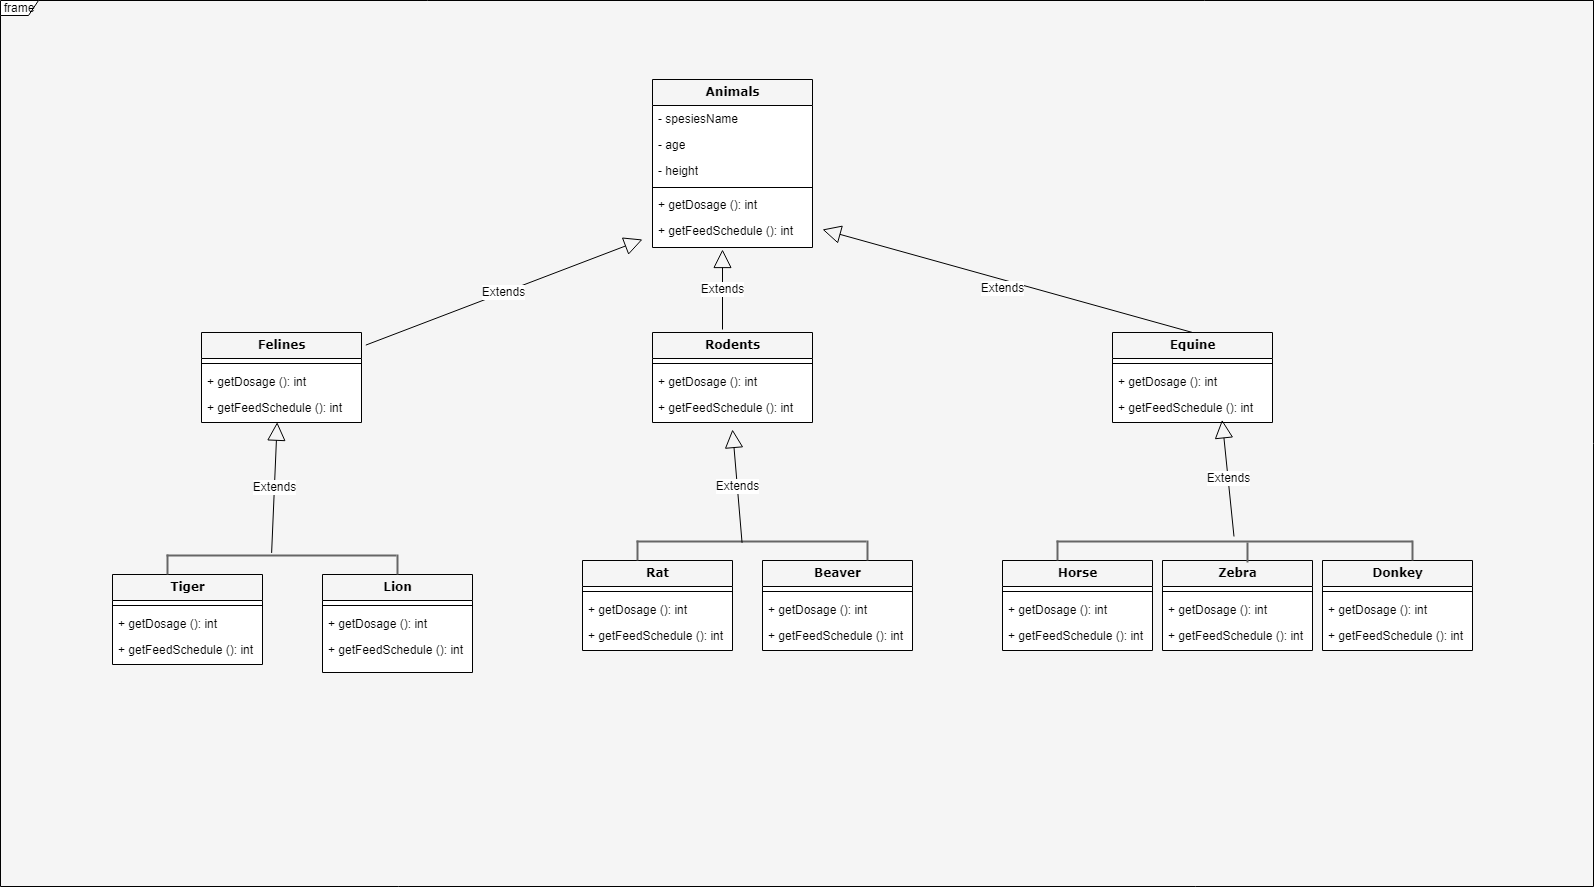 frame
Animals
- spesiesName
- age
- height
+ getDosage (): int
+ getFeedSchedule (): int
Extends
Extends
Extends
Felines
+ getDosage (): int
+ getFeedSchedule (): int
Rodents
+ getDosage (): int
+ getFeedSchedule (): int
Equine
+ getDosage (): int
+ getFeedSchedule (): int
Extends
Extends
Extends
Tiger
+ getDosage (): int
+ getFeedSchedule (): int
Lion
+ getDosage (): int
+ getFeedSchedule (): int
Rat
+ getDosage (): int
+ getFeedSchedule (): int
Beaver
+ getDosage (): int
+ getFeedSchedule (): int
Horse
+ getDosage (): int
+ getFeedSchedule (): int
Zebra
+ getDosage (): int
+ getFeedSchedule (): int
Donkey
+ getDosage (): int
+ getFeedSchedule (): int